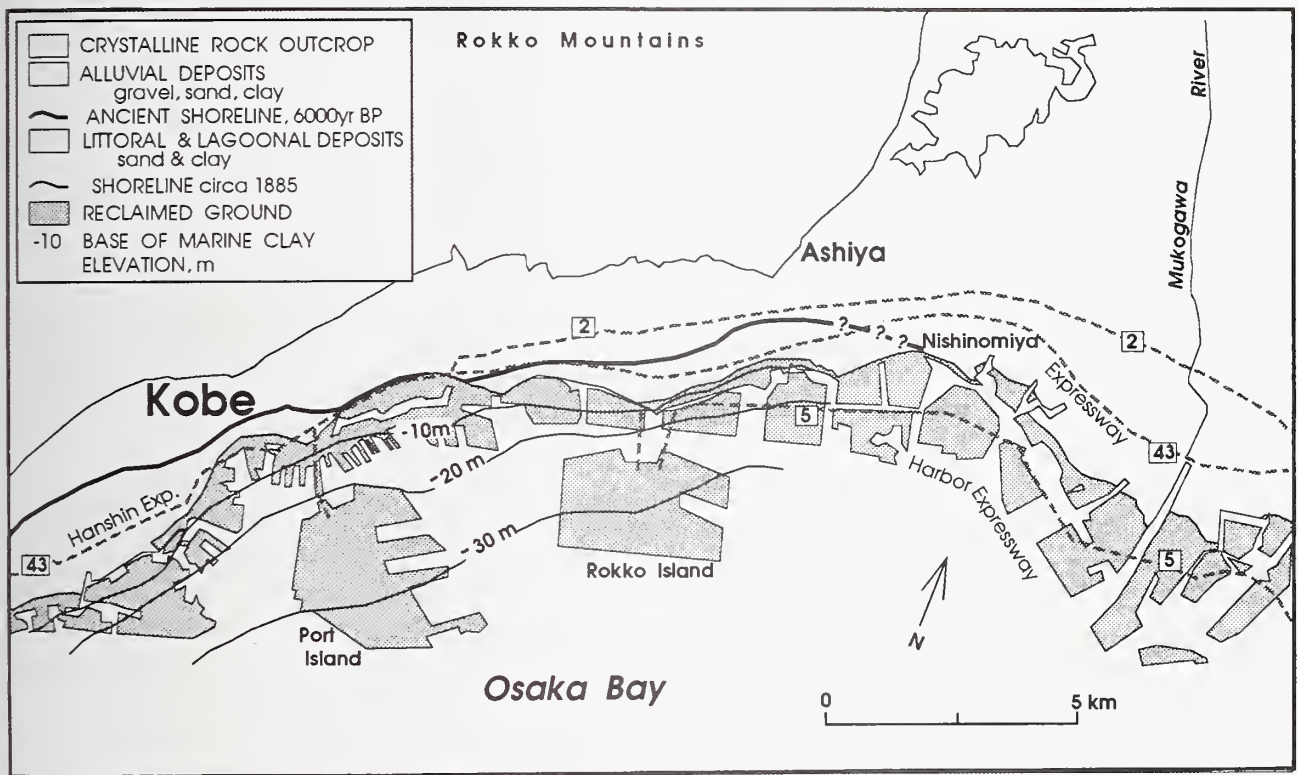 CRYSTALLINE ROCK OUTCROP
ALLUVIAL DEPOSITS
gravel, sand, clay
ANCIENT SHORELINE, 6000yr BP
LITTORAL & LAGOONAL DEPOSITS
sand & clay
SHORELINE circa 1885
RECLAIMED GROUND
-10 BASE OF MARINE CLAY
ELEVATION, m
Rokko Mountains
River
Mukogawa
Ashiya
2
? ? ?
2
Nishinomiya
Expressway
Kobe
5
43
-10m
-20 m
Harbor Expressway
Hanshin Exp.
-30 m
43
Rokko Island
5
N
Port
Island
Osaka Bay
0 5 km